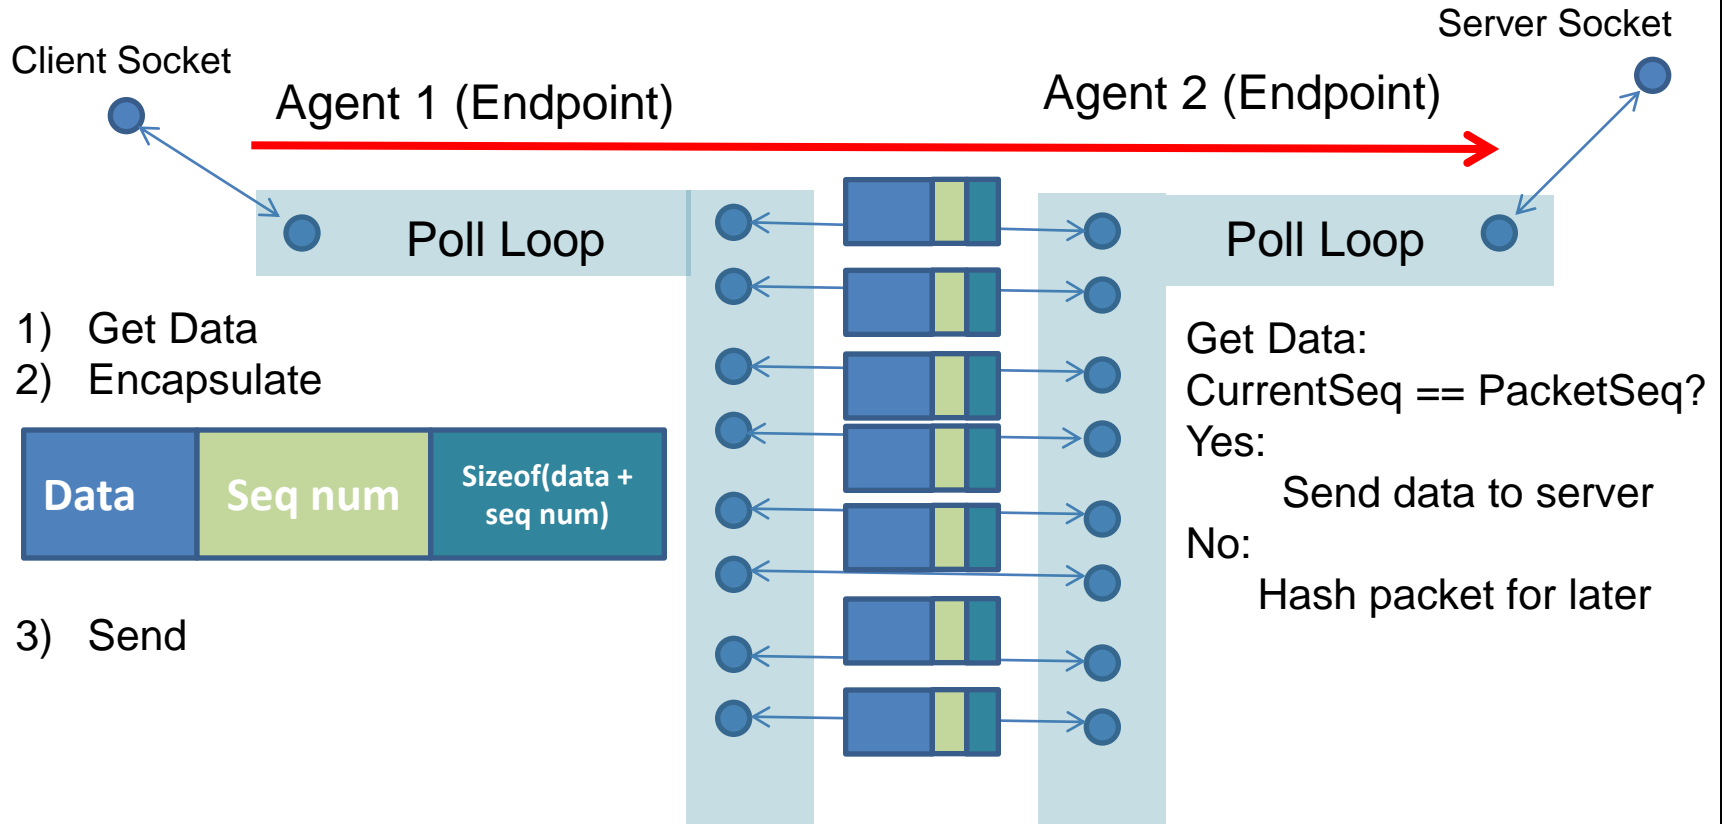 Client Socket
Server Socket
Agent 1 (Endpoint)
Agent 2 (Endpoint)
Poll Loop
Poll Loop
1) Get Data
2) Encapsulate
Data
Seq num
Sizeof(data +
seq num)
3) Send
Get Data:
CurrentSeq == PacketSeq?
Yes:
Send data to server
No:
Hash packet for later